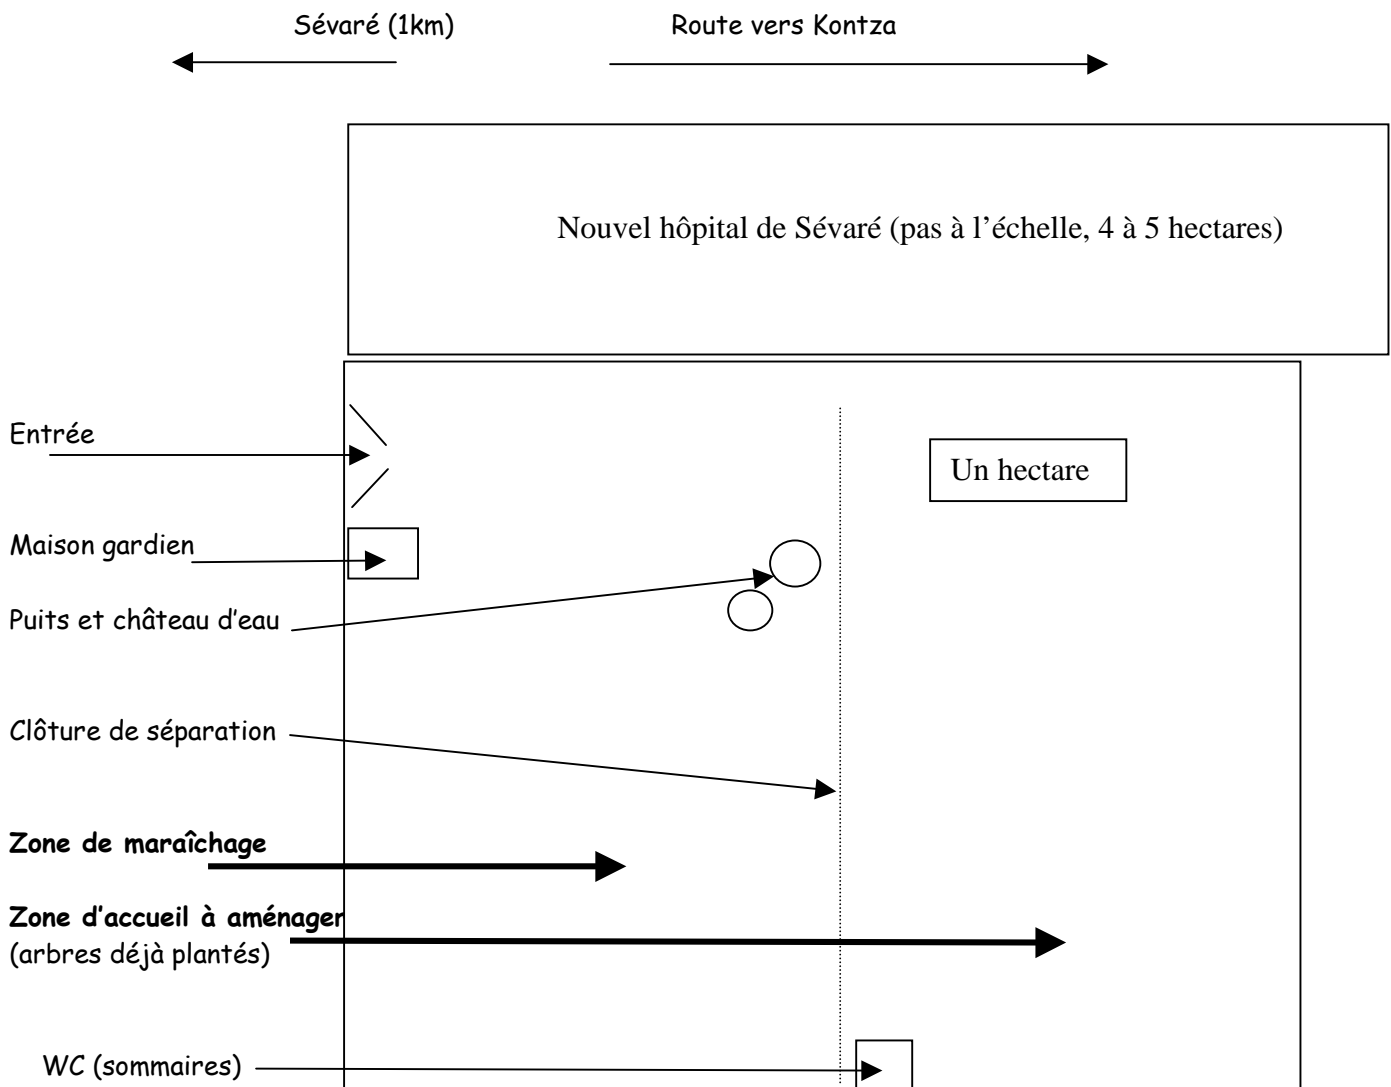 Sévaré (1km)
Route vers Kontza
Nouvel hôpital de Sévaré (pas à l’échelle, 4 à 5 hectares)
Entrée
Un hectare
Maison gardien
Puits et château d’eau
Clôture de séparation
Zone de maraîchage
Zone d’accueil à aménager
(arbres déjà plantés)
WC (sommaires)